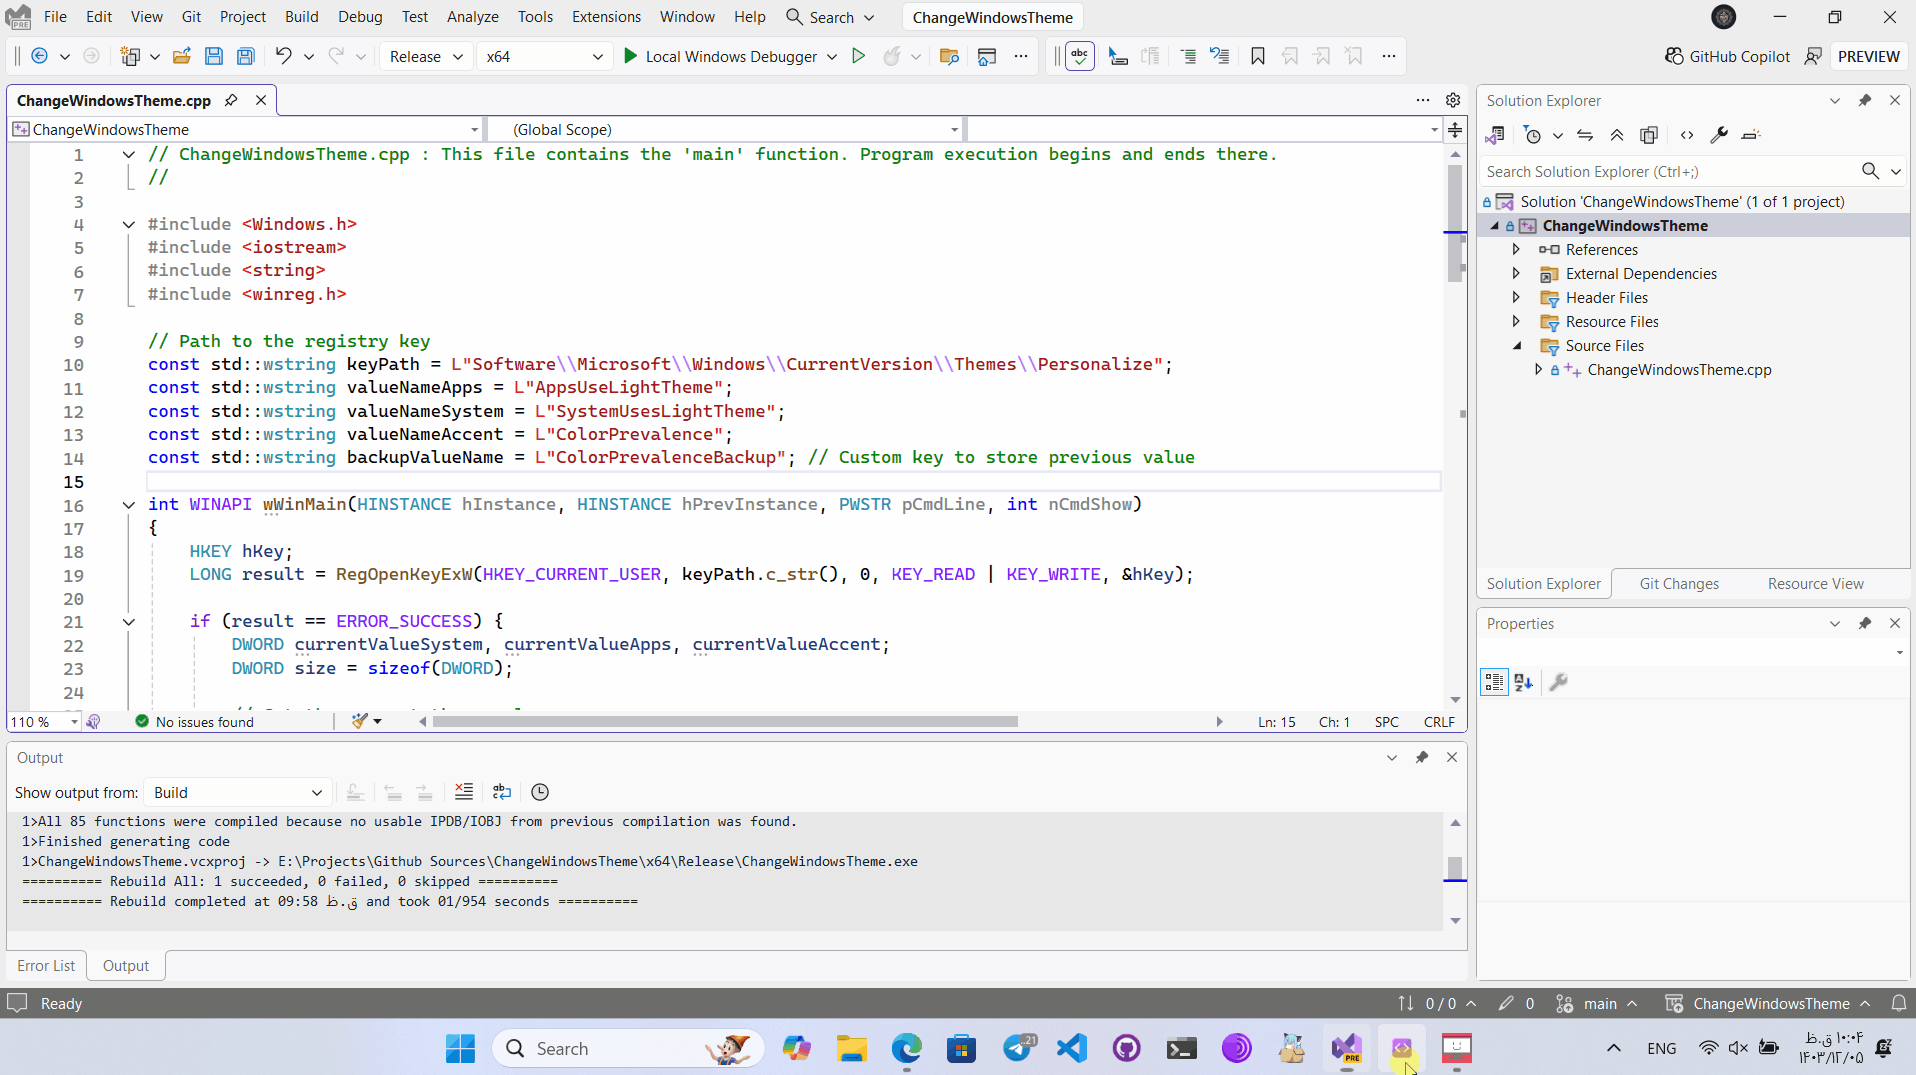 File Edit View Git Project Build Debug Test Analyze Tools Extensions Window Help Search ChangeWindowsTheme
Release x64 Local Windows Debugger GitHub Copilot PREVIEW
ChangeWindowsTheme.cpp
ChangeWindowsTheme (Global Scope)
1 // ChangeWindowsTheme.cpp : This file contains the 'main' function. Program execution begins and ends there.
2 //
3
4 #include <Windows.h>
5 #include <iostream>
6 #include <string>
7 #include <winreg.h>
8
9 // Path to the registry key
10 const std::wstring keyPath = L"Software\\Microsoft\\Windows\\CurrentVersion\\Themes\\Personalize";
11 const std::wstring valueNameApps = L"AppsUseLightTheme";
12 const std::wstring valueNameSystem = L"SystemUsesLightTheme";
13 const std::wstring valueNameAccent = L"ColorPrevalence";
14 const std::wstring backupValueName = L"ColorPrevalenceBackup"; // Custom key to store previous value
15
16 int WINAPI wWinMain(HINSTANCE hInstance, HINSTANCE hPrevInstance, PWSTR pCmdLine, int nCmdShow)
17 {
18 HKEY hKey;
19 LONG result = RegOpenKeyExW(HKEY_CURRENT_USER, keyPath.c_str(), 0, KEY_READ | KEY_WRITE, &hKey);
20
21 if (result == ERROR_SUCCESS) {
22 DWORD currentValueSystem, currentValueApps, currentValueAccent;
23 DWORD size = sizeof(DWORD);
24
110 % No issues found Ln: 15 Ch: 1 SPC CRLF
Output
Show output from: Build
1>All 85 functions were compiled because no usable IPDB/IOBJ from previous compilation was found.
1>Finished generating code
1>ChangeWindowsTheme.vcxproj -> E:\Projects\Github Sources\ChangeWindowsTheme\x64\Release\ChangeWindowsTheme.exe
========== Rebuild All: 1 succeeded, 0 failed, 0 skipped ==========
========== Rebuild completed at 09:58 ق.ظ and took 01/954 seconds ==========
Error List Output
Solution Explorer
Search Solution Explorer (Ctrl+;)
Solution 'ChangeWindowsTheme' (1 of 1 project)
ChangeWindowsTheme
References
External Dependencies
Header Files
Resource Files
Source Files
ChangeWindowsTheme.cpp
Solution Explorer Git Changes Resource View
Properties
Ready 0 / 0 0 main ChangeWindowsTheme
Search 21 PRE ENG ۱۰:۰۴ ق.ظ
۱۴۰۳/۱۲/۰۵